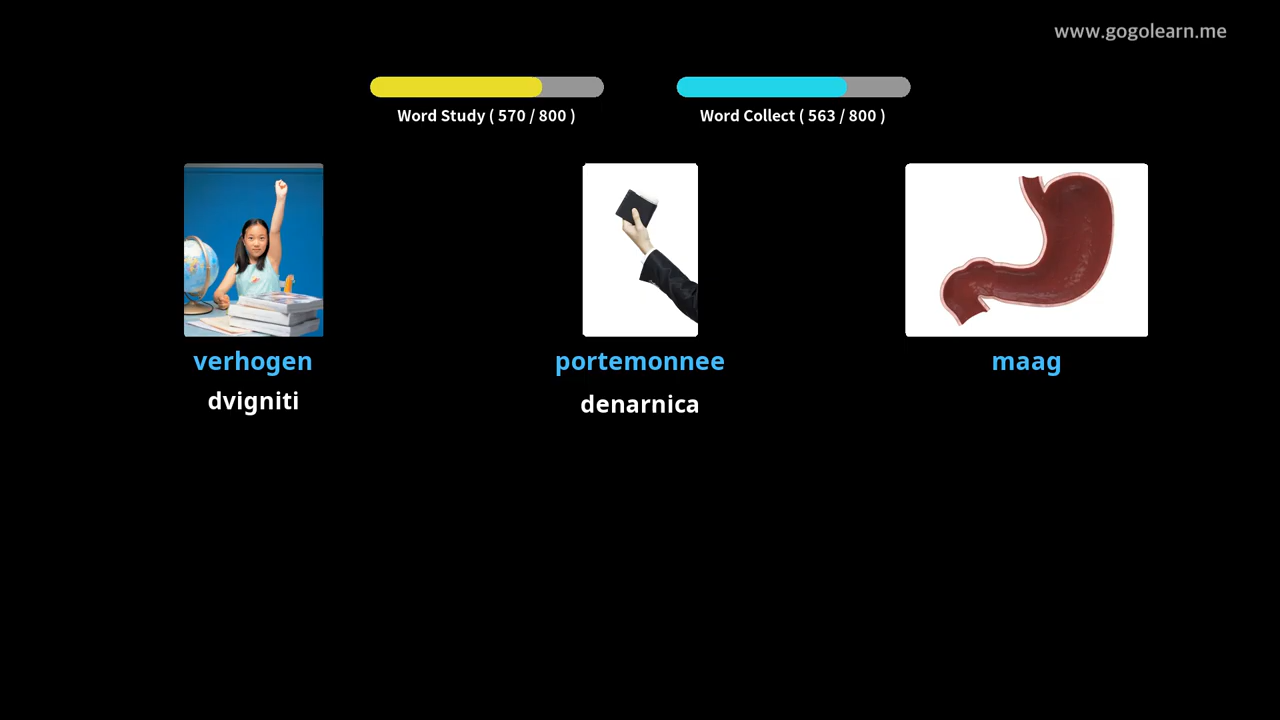 www.gogolearn.me
Word Study ( 570 / 800 )
Word Collect ( 563 / 800 )
verhogen
portemonnee
maag
dvigniti
denarnica